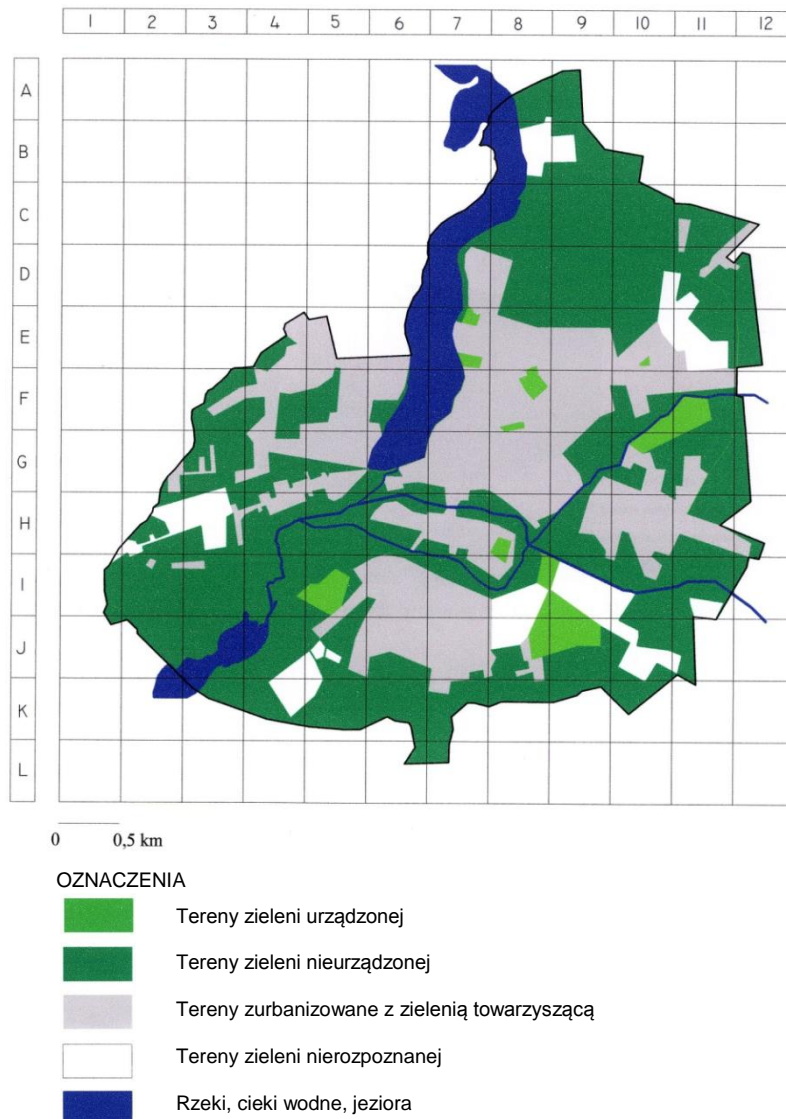 1 2 3 4 5 6 7 8 9 10 11 12
A
B
C
D
E
F
G
H
I
J
K
L
0 0,5 km
OZNACZENIA
Tereny zieleni urządzonej
Tereny zieleni nieurządzonej
Tereny zurbanizowane z zielenią towarzyszącą
Tereny zieleni nierozpoznanej
Rzeki, cieki wodne, jeziora